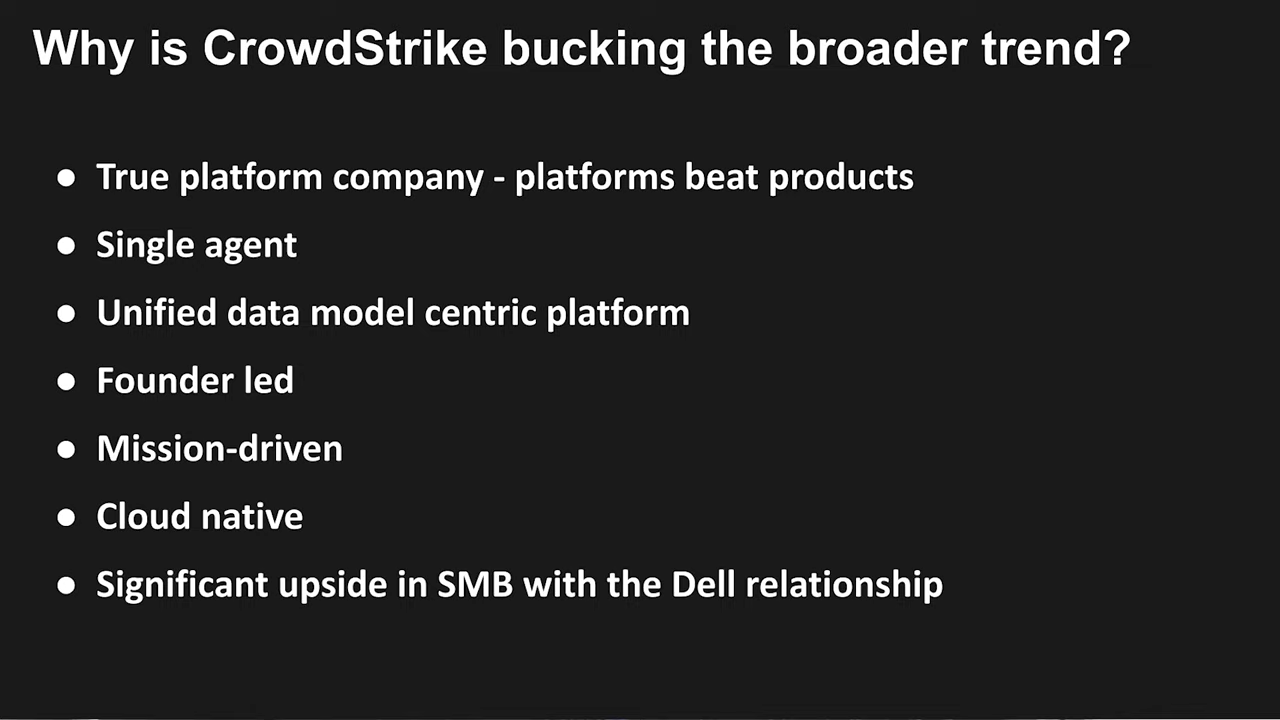 Why is CrowdStrike bucking the broader trend?
● True platform company - platforms beat products
● Single agent
● Unified data model centric platform
● Founder led
● Mission-driven
● Cloud native
● Significant upside in SMB with the Dell relationship